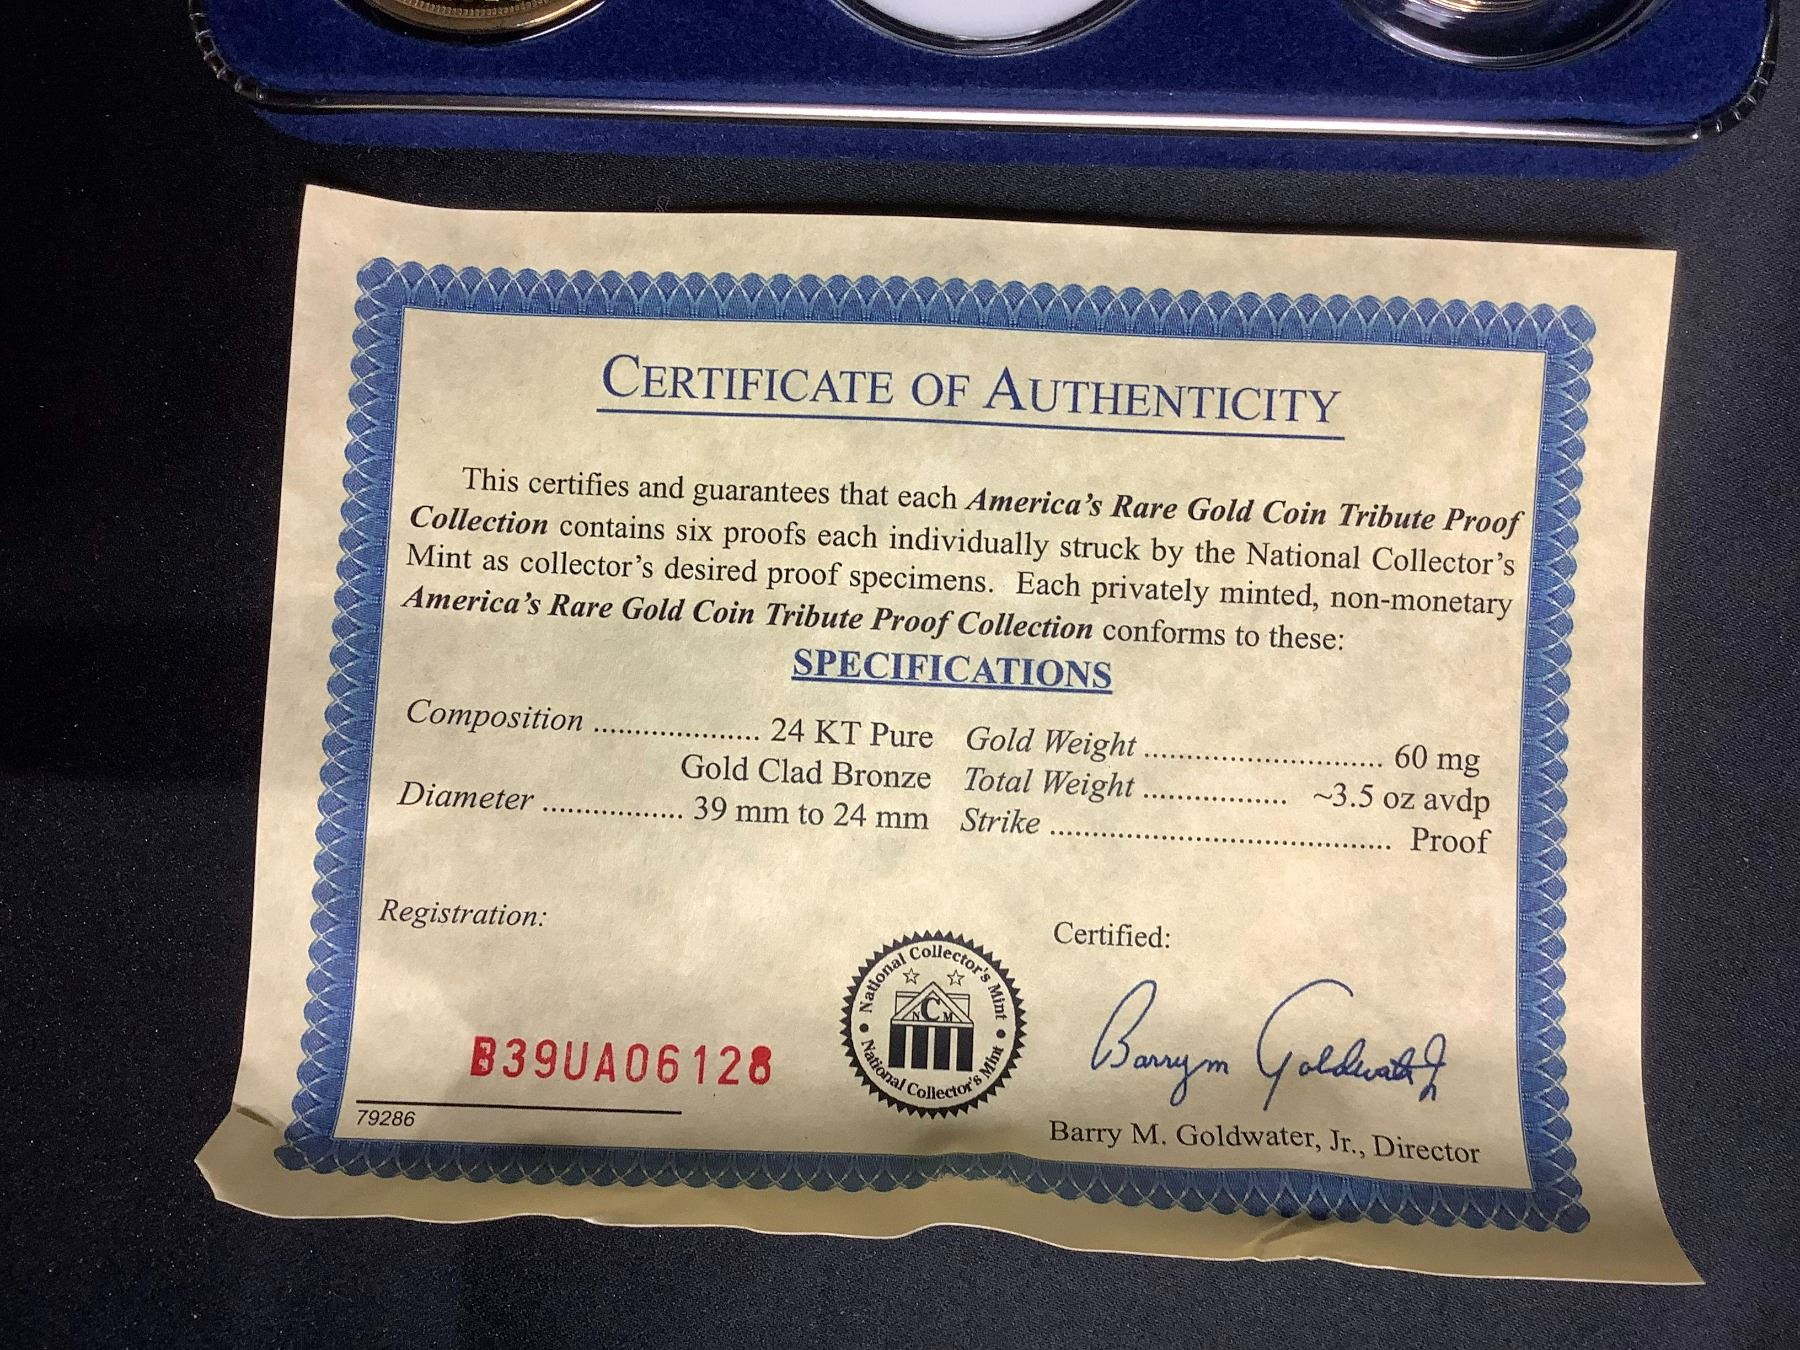 CERTIFICATE OF AUTHENTICITY
This certifies and guarantees that each America's Rare Gold Coin Tribute Proof
Collection contains six proofs each individually struck by the National Collector's
Mint as collector's desired proof specimens. Each privately minted, non-monetary
America's Rare Gold Coin Tribute Proof Collection conforms to these:
SPECIFICATIONS
Composition .................... 24 KT Pure
Gold Clad Bronze
Diameter ................. 39 mm to 24 mm
Gold Weight ............................. 60 mg
Total Weight ................. ~3.5 oz avdp
Strike ......................................... Proof
Registration:
B39UA06128
79286
National Collector's Mint • National Collector's Mint •
NCM
Certified:
Barry M Goldwater Jr
Barry M. Goldwater, Jr., Director